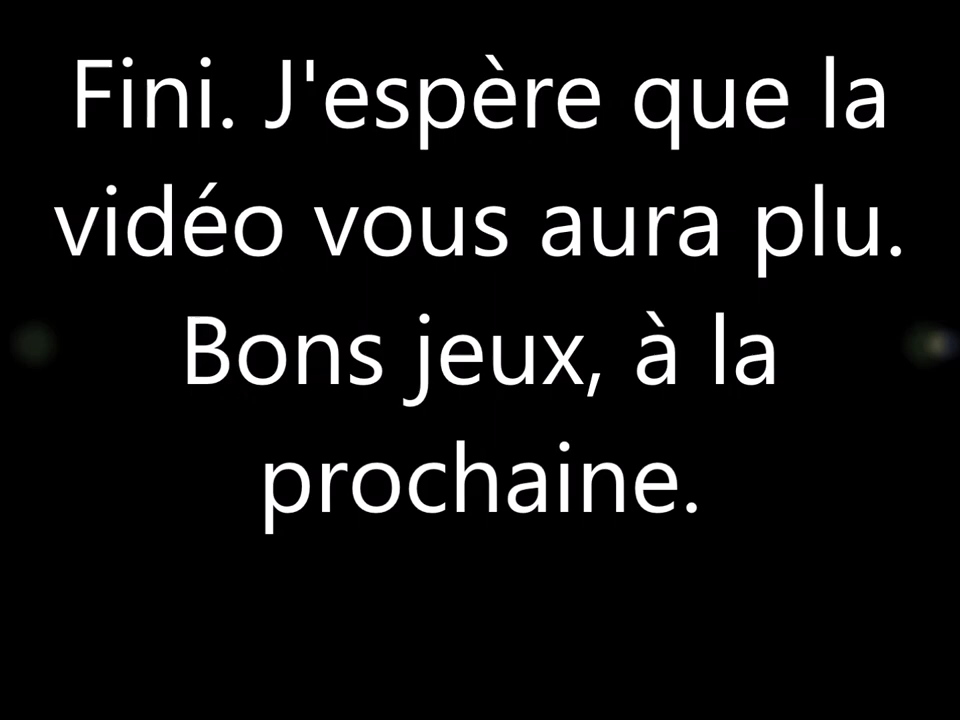 Fini. J'espère que la
vidéo vous aura plu.
Bons jeux, à la
prochaine.